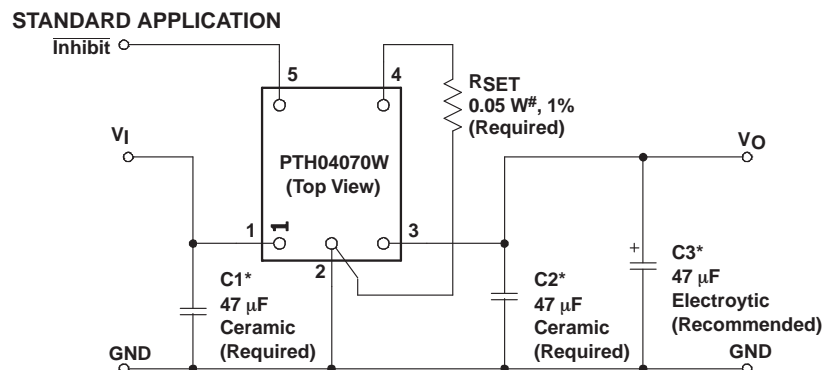 STANDARD APPLICATION
Inhibit
5
4
RSET
0.05 W#, 1%
(Required)
VI
VO
PTH04070W
(Top View)
1
1
3
2
C1*
47 μF
Ceramic
(Required)
C2*
47 μF
Ceramic
(Required)
+
C3*
47 μF
Electroytic
(Recommended)
GND
GND